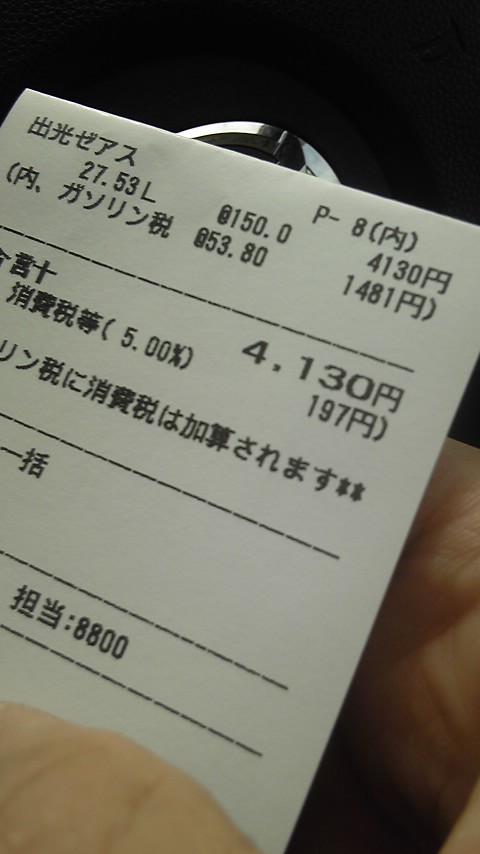 出光ゼアス P- 8(内)
27.53L @150.0 4130円
(内、ガソリン税 @53.80 1481円)
合計 4,130円
消費税等( 5.00%) 197円)
リン税に消費税は加算されます**
一括
担当:8800